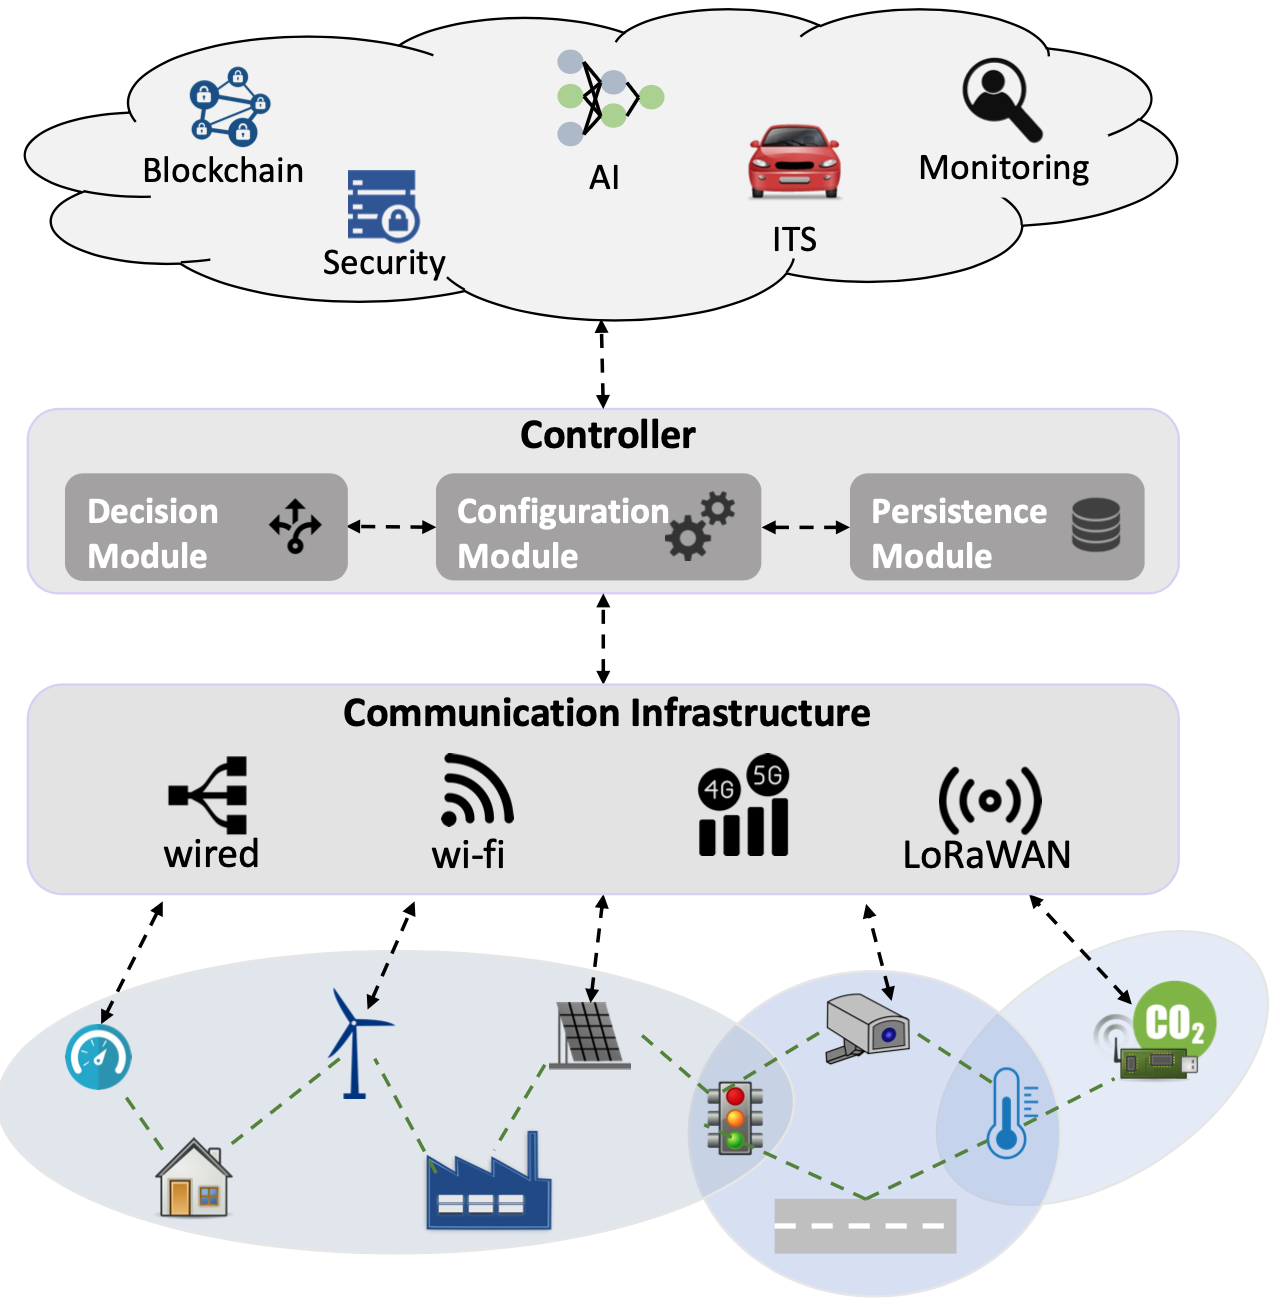 Blockchain
AI
Monitoring
Security
ITS
Controller
Decision
Module
Configuration
Module
Persistence
Module
Communication Infrastructure
4G
5G
wired
wi-fi
LoRaWAN
CO₂